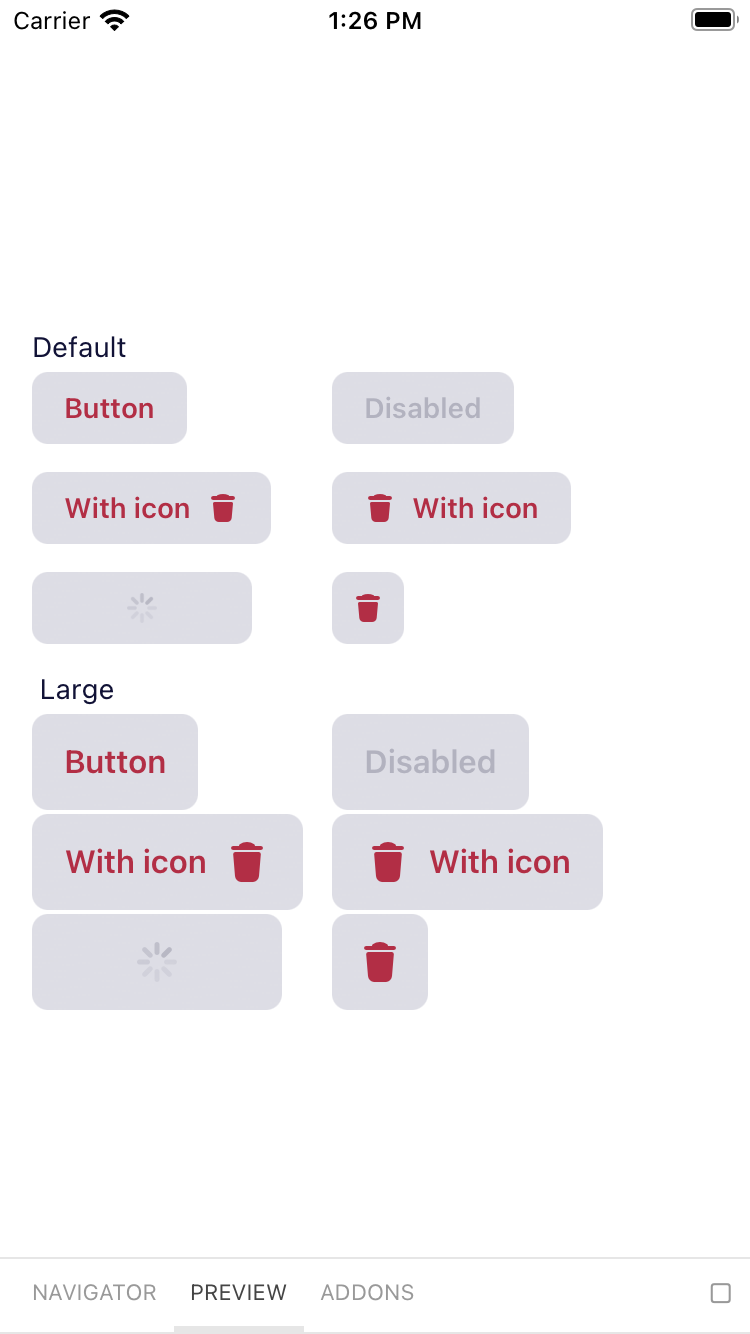 Carrier 1:26 PM
Default
Button Disabled
With icon With icon
Large
Button Disabled
With icon With icon
NAVIGATOR PREVIEW ADDONS